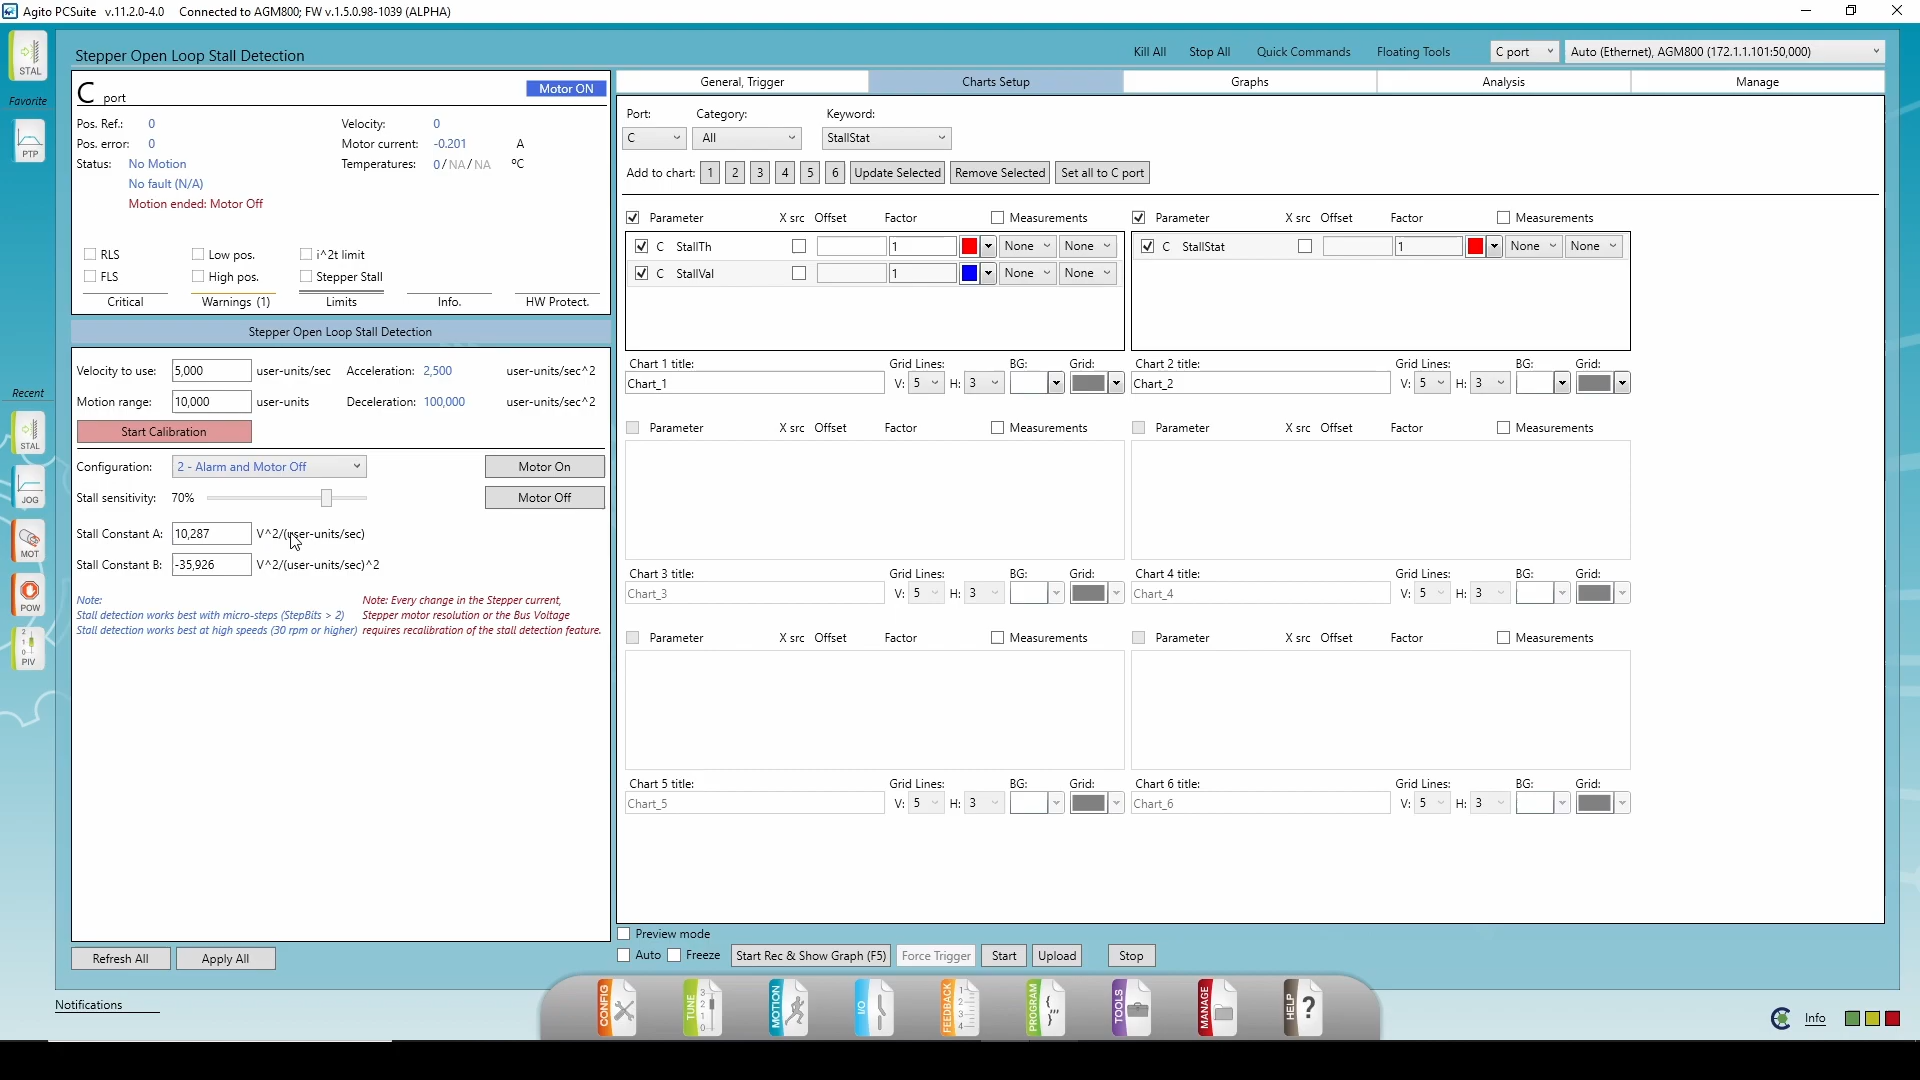 Agito PCSuite v.11.2.0-4.0 Connected to AGM800; FW v.1.5.0.98-1039 (ALPHA)
Stepper Open Loop Stall Detection
Kill All Stop All Quick Commands Floating Tools C port Auto (Ethernet), AGM800 (172.1.1.101:50,000)
STAL
Favorite
PTP
Recent
STAL
JOG
MOT
POW
PIV
C port Motor ON
Pos. Ref.: 0 Velocity: 0
Pos. error: 0 Motor current: -0.201 A
Status: No Motion Temperatures: 0/NA/NA ºC
No fault (N/A)
Motion ended: Motor Off
RLS Low pos. i^2t limit
FLS High pos. Stepper Stall
Critical Warnings (1) Limits Info. HW Protect.
Stepper Open Loop Stall Detection
Velocity to use: 5,000 user-units/sec Acceleration: 2,500 user-units/sec^2
Motion range: 10,000 user-units Deceleration: 100,000 user-units/sec^2
Start Calibration
Configuration: 2 - Alarm and Motor Off Motor On
Stall sensitivity: 70% Motor Off
Stall Constant A: 10,287 V^2/(user-units/sec)
Stall Constant B: -35,926 V^2/(user-units/sec)^2
Note:
Stall detection works best with micro-steps (StepBits > 2)
Stall detection works best at high speeds (30 rpm or higher)
Note: Every change in the Stepper current,
Stepper motor resolution or the Bus Voltage
requires recalibration of the stall detection feature.
Refresh All Apply All
General, Trigger Charts Setup Graphs Analysis Manage
Port: Category: Keyword:
C All StallStat
Add to chart: 1 2 3 4 5 6 Update Selected Remove Selected Set all to C port
Parameter X src Offset Factor Measurements Parameter X src Offset Factor Measurements
C StallTh 1 None None C StallStat 1 None None
C StallVal 1 None None
Chart 1 title: Grid Lines: BG: Grid: Chart 2 title: Grid Lines: BG: Grid:
Chart_1 V: 5 H: 3 Chart_2 V: 5 H: 3
Parameter X src Offset Factor Measurements Parameter X src Offset Factor Measurements
Chart 3 title: Grid Lines: BG: Grid: Chart 4 title: Grid Lines: BG: Grid:
Chart_3 V: 5 H: 3 Chart_4 V: 5 H: 3
Parameter X src Offset Factor Measurements Parameter X src Offset Factor Measurements
Chart 5 title: Grid Lines: BG: Grid: Chart 6 title: Grid Lines: BG: Grid:
Chart_5 V: 5 H: 3 Chart_6 V: 5 H: 3
Preview mode
Auto Freeze Start Rec & Show Graph (F5) Force Trigger Start Upload Stop
CONFIG TUNE MOTION I/O FEEDBACK PROGRAM TOOLS MANAGE HELP
Notifications
Info